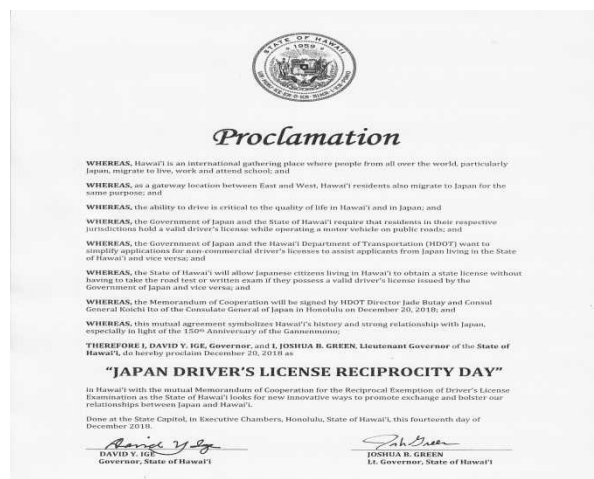 STATE OF HAWAII
1959
Proclamation
WHEREAS, Hawai'i is an international gathering place where people from all over the world, particularly
Japan, migrate to live, work and attend school; and
WHEREAS, as a gateway location between East and West, Hawai'i residents also migrate to Japan for the
same purpose; and
WHEREAS, the ability to drive is critical to the quality of life in Hawai'i and in Japan; and
WHEREAS, the Government of Japan and the State of Hawai'i require that residents in their respective
jurisdictions hold a valid driver's license while operating a motor vehicle on public roads; and
WHEREAS, the Government of Japan and the Hawai'i Department of Transportation (HDOT) want to
simplify applications for non-commercial driver's licenses to assist applicants from Japan living in the State
of Hawai'i and vice versa; and
WHEREAS, the State of Hawai'i will allow Japanese citizens living in Hawai'i to obtain a state license without
having to take the road test or written exam if they possess a valid driver's license issued by the
Government of Japan and vice versa; and
WHEREAS, the Memorandum of Cooperation will be signed by HDOT Director Jade Butay and Consul
General Koichi Ito of the Consulate General of Japan in Honolulu on December 20, 2018; and
WHEREAS, this mutual agreement symbolizes Hawai'i's history and strong relationship with Japan,
especially in light of the 150th Anniversary of the Gannenmono;
THEREFORE I, DAVID Y. IGE, Governor, and I, JOSHUA B. GREEN, Lieutenant Governor of the State of
Hawai'i, do hereby proclaim December 20, 2018 as
"JAPAN DRIVER'S LICENSE RECIPROCITY DAY"
in Hawai'i with the mutual Memorandum of Cooperation for the Reciprocal Exemption of Driver's License
Examination as the State of Hawai'i looks for new innovative ways to promote exchange and bolster our
relationships between Japan and Hawai'i.
Done at the State Capitol, in Executive Chambers, Honolulu, State of Hawai'i, this fourteenth day of
December 2018.
David Y Ige
Josh Green
DAVID Y. IGE
JOSHUA B. GREEN
Governor, State of Hawai'i
Lt. Governor, State of Hawai'i